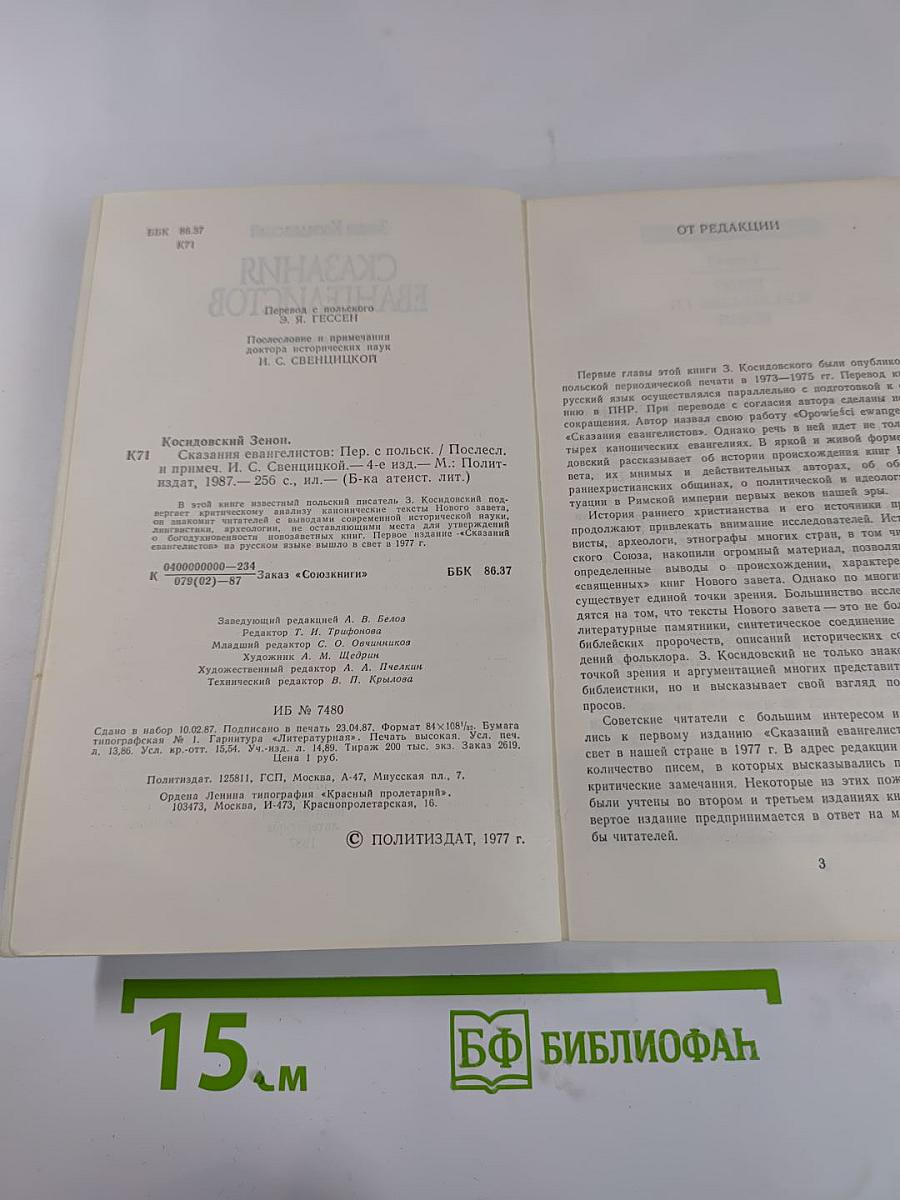 ББК 86.37
К71
Перевод с польского
Э. Я. ГЕССЕН
Послесловие и примечания
доктора исторических наук
И. С. СВЕНЦИЦКОЙ
Косидовский Зенон.
К71 Сказания евангелистов: Пер. с польск. / Послесл.
и примеч. И. С. Свенцицкой.— 4-е изд.— М.: Полит-
издат, 1987.— 256 с., ил.— (Б-ка атеист. лит.)
В этой книге известный польский писатель З. Косидовский под-
вергает критическому анализу канонические тексты Нового завета,
он знакомит читателей с выводами современной исторической науки,
лингвистики, археологии, не оставляющими места для утверждений
о богодухновенности новозаветных книг. Первое издание «Сказаний
евангелистов» на русском языке вышло в свет в 1977 г.
К 0400000000—234
079(02)—87 Заказ «Союзкниги» ББК 86.37
Заведующий редакцией А. В. Белов
Редактор Т. И. Трифонова
Младший редактор С. О. Овчинников
Художник А. М. Щедрин
Художественный редактор А. А. Пчелкин
Технический редактор В. П. Крылова
ИБ № 7480
Сдано в набор 10.02.87. Подписано в печать 23.04.87. Формат 84×108¹/₃₂. Бумага
типографская № 1. Гарнитура «Литературная». Печать высокая. Усл. печ.
л. 13,86. Усл. кр.-отт. 15,54. Уч.-изд. л. 14,89. Тираж 200 тыс. экз. Заказ 2619.
Цена 1 руб.
Политиздат. 125811, ГСП, Москва, А-47, Миусская пл., 7.
Ордена Ленина типография «Красный пролетарий».
103473, Москва, И-473, Краснопролетарская, 16.
© ПОЛИТИЗДАТ, 1977 г.
ОТ РЕДАКЦИИ
Первые главы этой книги З. Косидовского были опублико
польской периодической печати в 1973—1975 гг. Перевод кн
русский язык осуществлялся параллельно с подготовкой к
нию в ПНР. При переводе с согласия автора сделаны
сокращения. Автор назвал свою работу «Opowieści ewange
«Сказания евангелистов». Однако речь в ней идет не тол
тырех канонических евангелиях. В яркой и живой форме
довский рассказывает об истории происхождения книг
вета, их мнимых и действительных авторах, об об
раннехристианских общинах, о политической и идеолог
туации в Римской империи первых веков нашей эры.
История раннего христианства и его источники
продолжают привлекать внимание исследователей. Ист
висты, археологи, этнографы многих стран, в том чи
ского Союза, накопили огромный материал, позволя
определенные выводы о происхождении, характере
«священных» книг Нового завета. Однако по многи
существует единой точки зрения. Большинство иссле
дятся на том, что тексты Нового завета — это не бол
литературные памятники, синтетическое соединение
библейских пророчеств, описаний исторических со
дений фольклора. З. Косидовский не только знак
точкой зрения и аргументацией многих представит
библеистики, но и высказывает свой взгляд по
просов.
Советские читатели с большим интересом
лись к первому изданию «Сказаний евангелист
свет в нашей стране в 1977 г. В адрес редакции
количество писем, в которых высказывались
критические замечания. Некоторые из этих пож
были учтены во втором и третьем изданиях кн
вертое издание предпринимается в ответ на м
бы читателей.
3
15 см
БФ БИБЛИОФАН